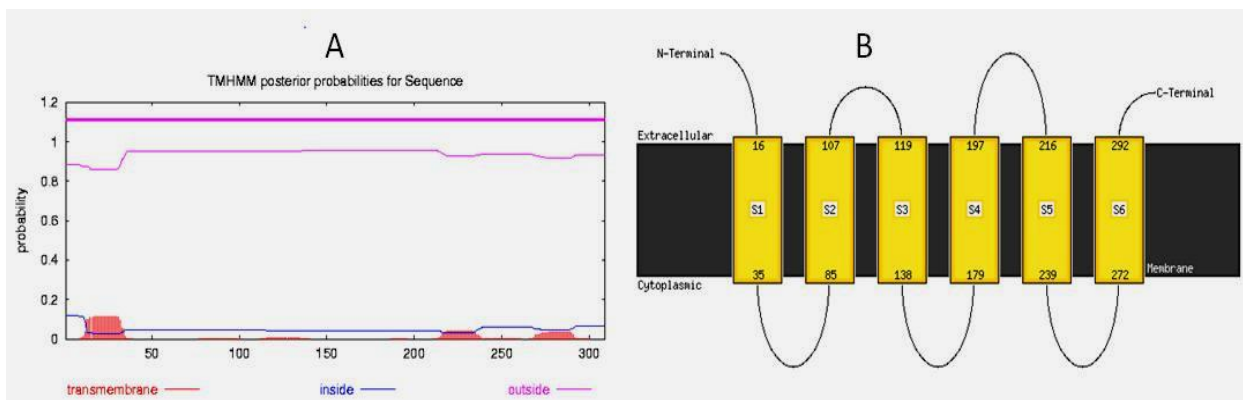 A
TMHMM posterior probabilities for Sequence
probability
1.2
1
0.8
0.6
0.4
0.2
0
50 100 150 200 250 300
transmembrane inside outside
B
N-Terminal
C-Terminal
Extracellular
16 107 119 197 216 292
S1 S2 S3 S4 S5 S6
35 85 138 179 239 272
Membrane
Cytoplasmic